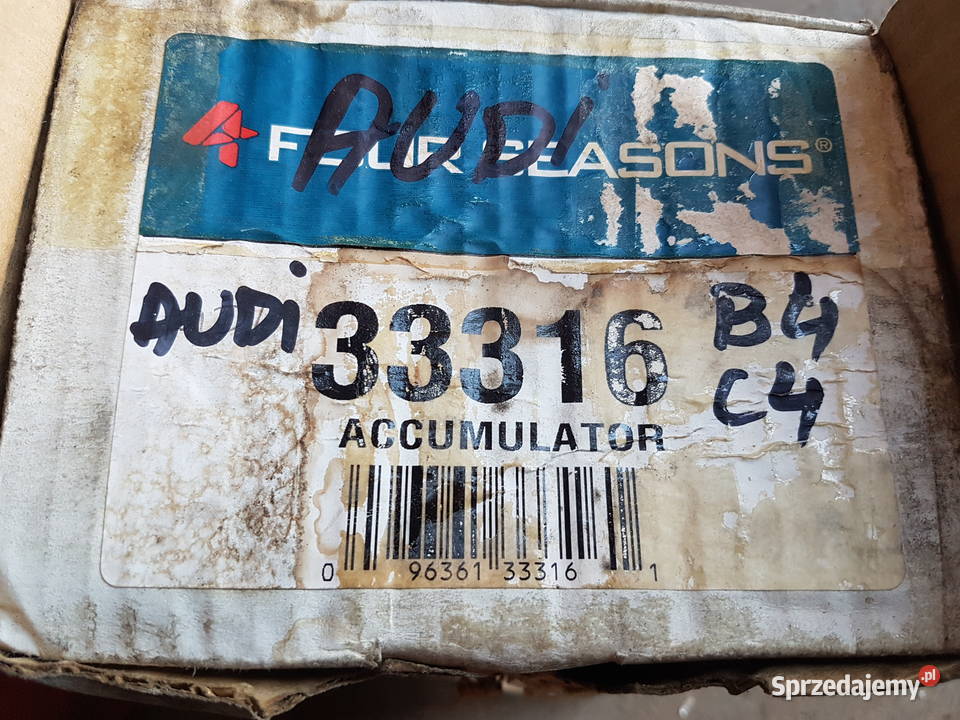 AUDI
FOUR SEASONS®
AUDI 33316 B4
C4
ACCUMULATOR
0 96361 33316 1
Sprzedajemy.pl